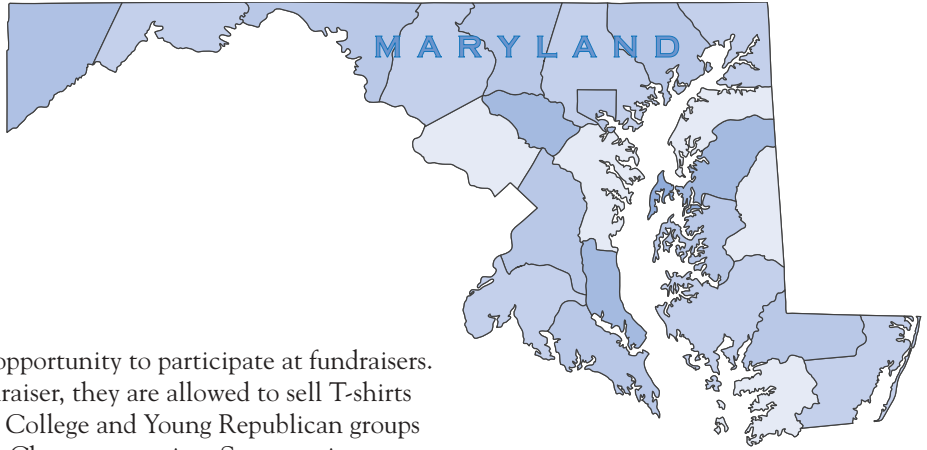 MARYLAND
opportunity to participate at fundraisers.
raiser, they are allowed to sell T-shirts
College and Young Republican groups